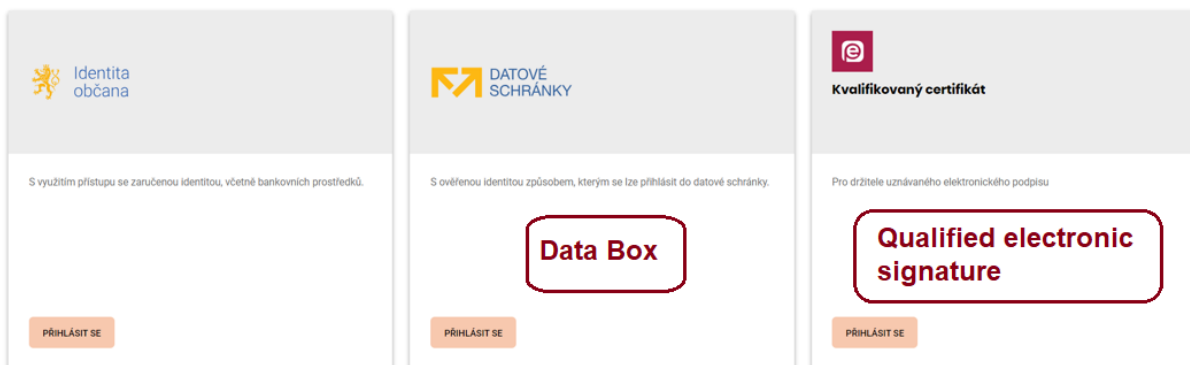 Identita
občana
S využitím přístupu se zaručenou identitou, včetně bankovních prostředků.
PŘIHLÁSIT SE
DATOVÉ
SCHRÁNKY
S ověřenou identitou způsobem, kterým se lze přihlásit do datové schránky.
Data Box
PŘIHLÁSIT SE
e
Kvalifikovaný certifikát
Pro držitele uznávaného elektronického podpisu
Qualified electronic
signature
PŘIHLÁSIT SE